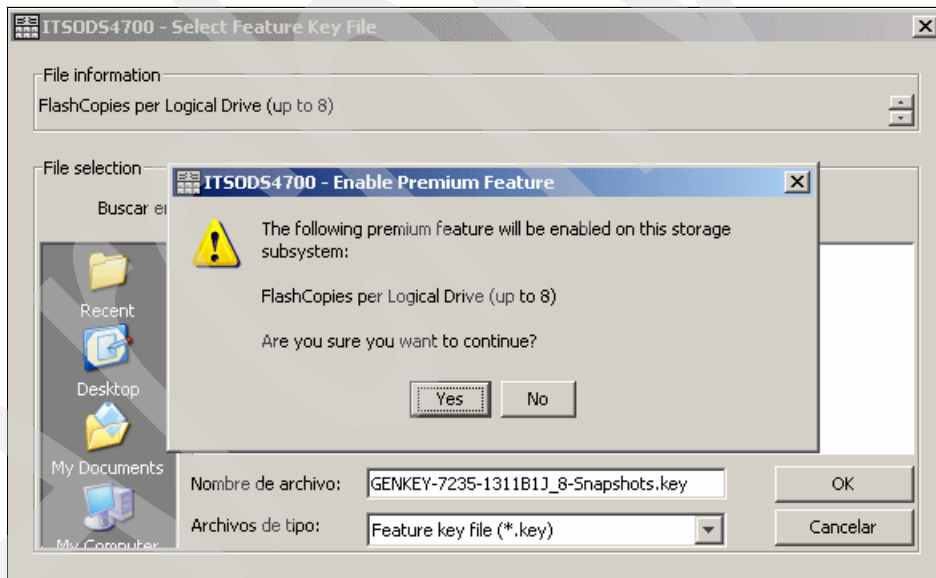 ITSODS4700 - Select Feature Key File
File information
FlashCopies per Logical Drive (up to 8)
File selection
Buscar en
ITSODS4700 - Enable Premium Feature
The following premium feature will be enabled on this storage
subsystem:
FlashCopies per Logical Drive (up to 8)
Are you sure you want to continue?
Yes
No
Recent
Desktop
My Documents
My Computer
Nombre de archivo:
GENKEY-7235-1311B1J_8-Snapshots.key
OK
Archivos de tipo:
Feature key file (*.key)
Cancelar